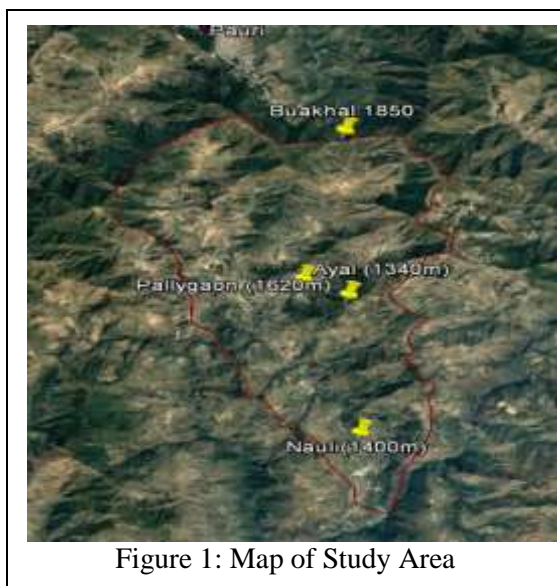 Pauri
Buakhal 1850
Ayal (1340m)
Pallygaon (1620m)
Nauli(1400m)
Figure 1: Map of Study Area